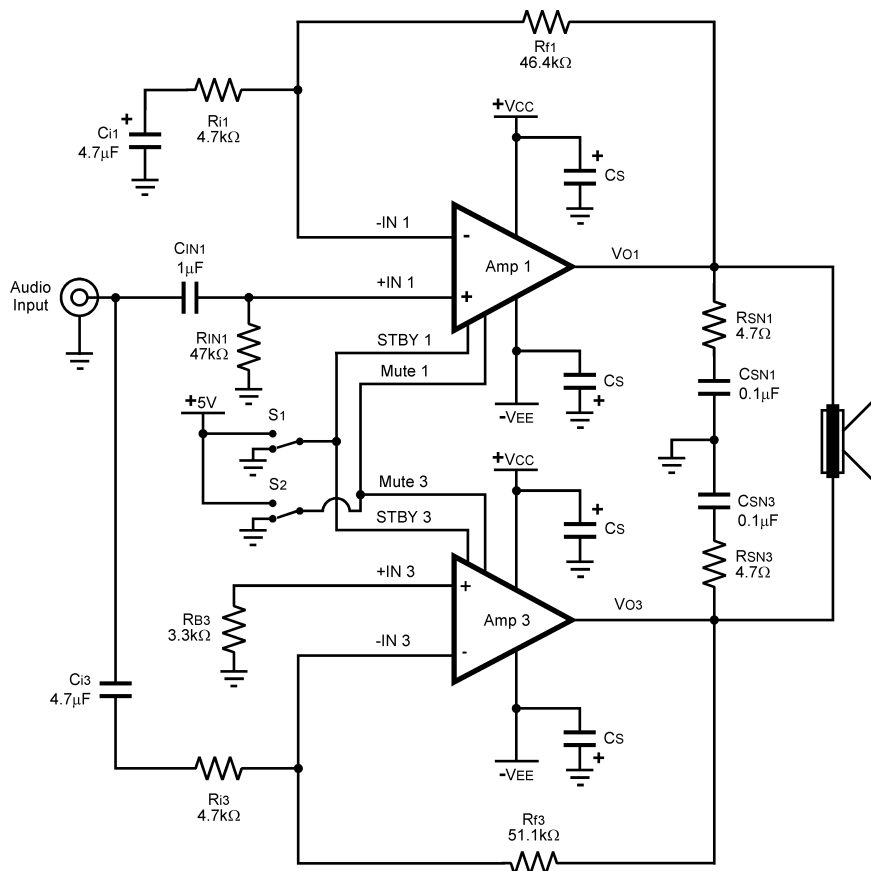 Rf1
46.4kΩ
Ri1
4.7kΩ
+
Ci1
4.7µF
+VCC
+
CS
-IN 1
-
CIN1
1µF
Audio
Input
+IN 1
+
Amp 1
VO1
RIN1
47kΩ
STBY 1
Mute 1
RSN1
4.7Ω
CS
+
-VEE
CSN1
0.1µF
+5V
S1
S2
+VCC
+
CS
Mute 3
STBY 3
CSN3
0.1µF
RSN3
4.7Ω
+IN 3
+
RB3
3.3kΩ
Amp 3
VO3
-IN 3
-
Ci3
4.7µF
CS
+
-VEE
Ri3
4.7kΩ
Rf3
51.1kΩ